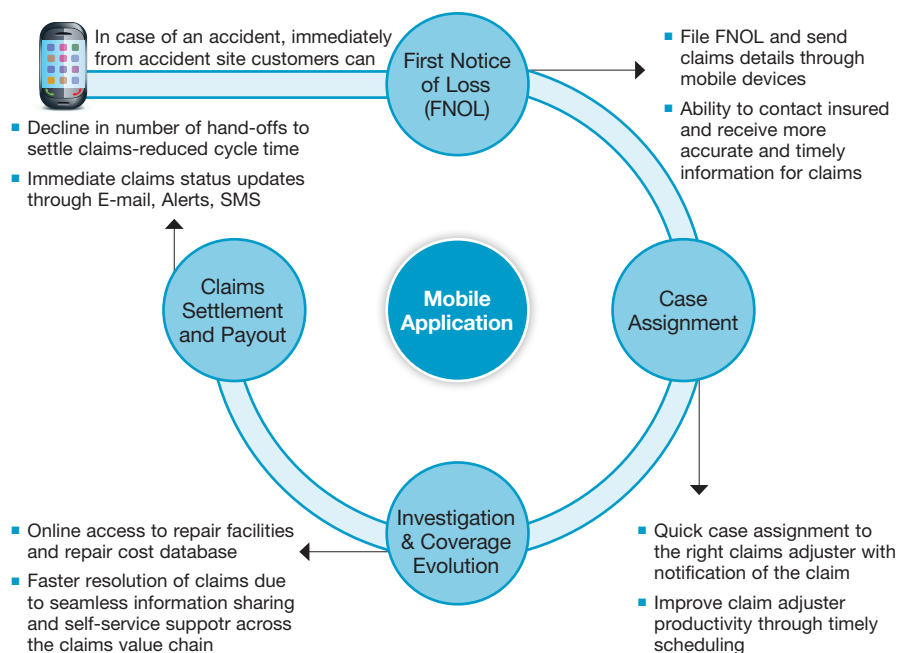 In case of an accident, immediately
from accident site customers can
First Notice
of Loss
(FNOL)
■ File FNOL and send
claims details through
mobile devices
■ Ability to contact insured
and receive more
accurate and timely
information for claims
■ Decline in number of hand-offs to
settle claims-reduced cycle time
■ Immediate claims status updates
through E-mail, Alerts, SMS
Claims
Settlement
and Payout
Mobile
Application
Case
Assignment
Investigation
& Coverage
Evolution
■ Online access to repair facilities
and repair cost database
■ Faster resolution of claims due
to seamless information sharing
and self-service suppotr across
the claims value chain
■ Quick case assignment to
the right claims adjuster with
notification of the claim
■ Improve claim adjuster
productivity through timely
scheduling